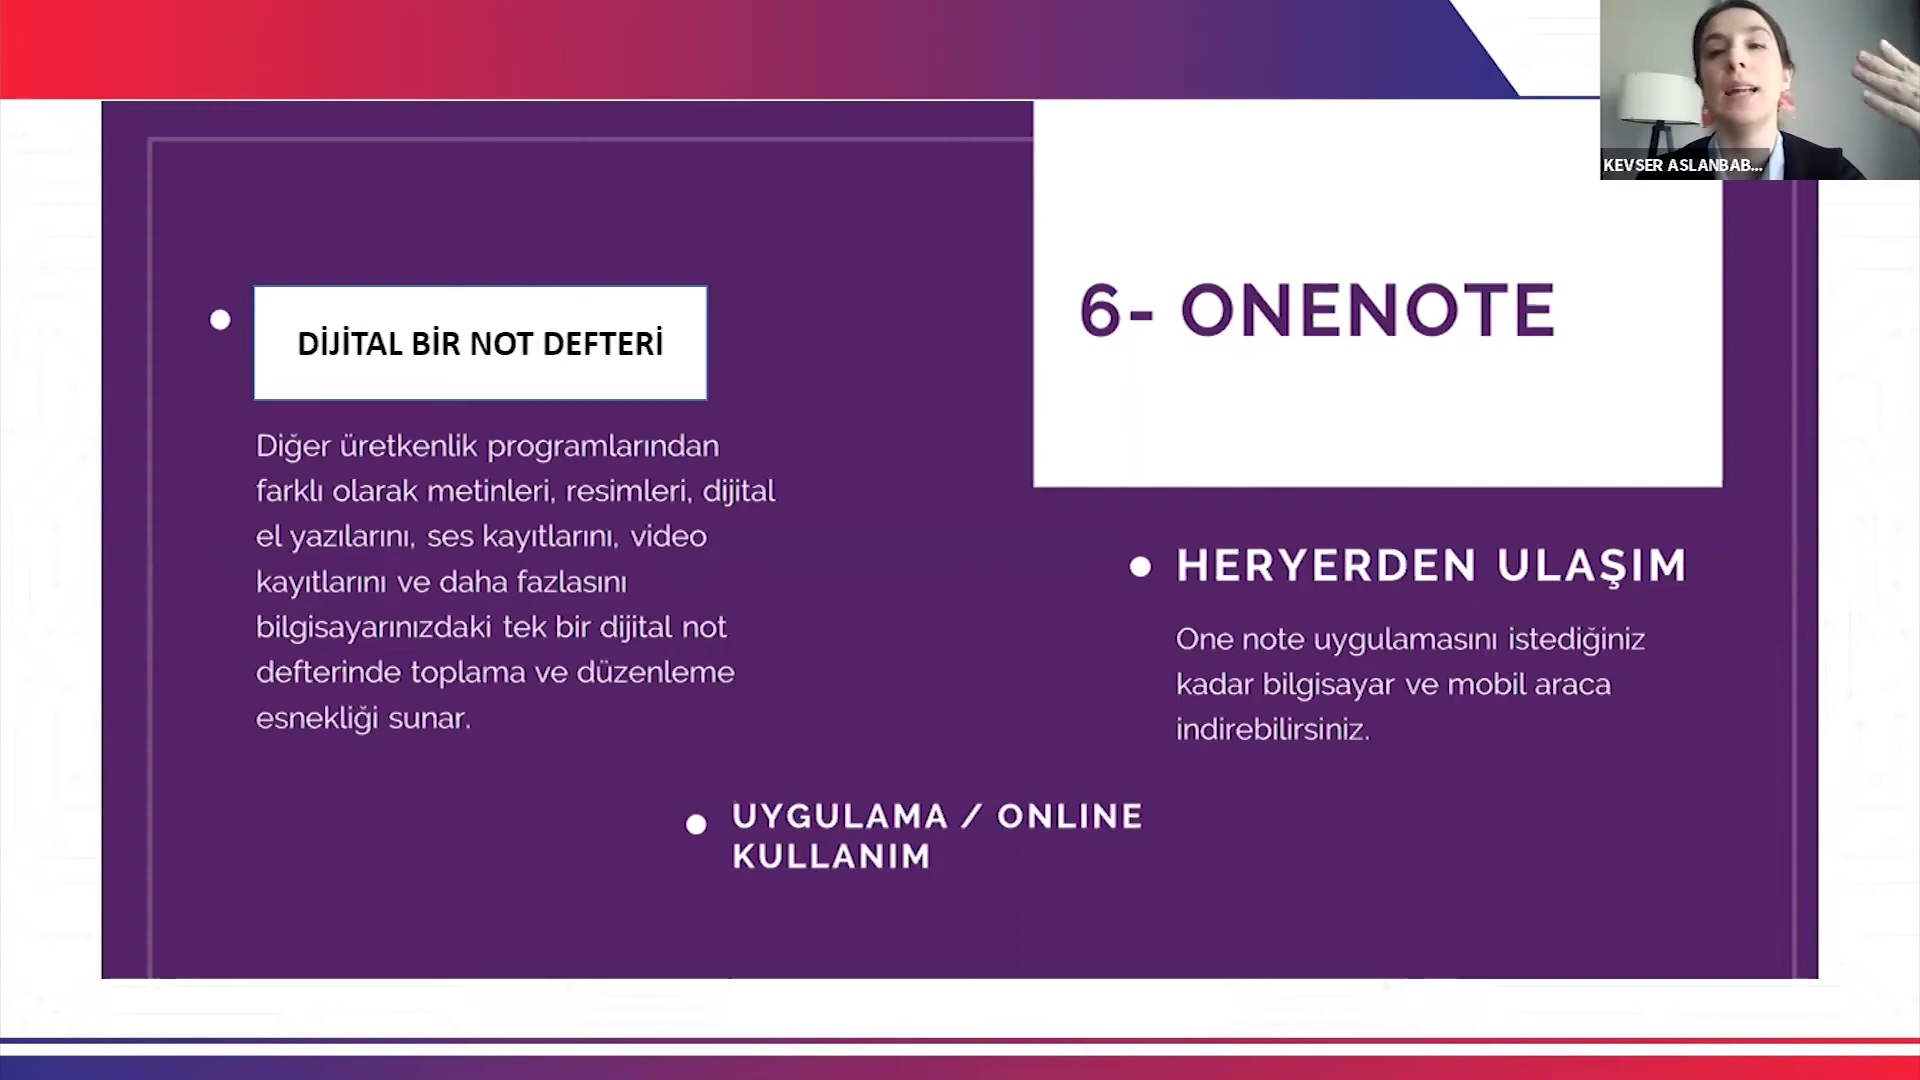 6- ONENOTE
DİJİTAL BİR NOT DEFTERİ
Diğer üretkenlik programlarından
farklı olarak metinleri, resimleri, dijital
el yazılarını, ses kayıtlarını, video
kayıtlarını ve daha fazlasını
bilgisayarınızdaki tek bir dijital not
defterinde toplama ve düzenleme
esnekliği sunar.
HERYERDEN ULAŞIM
One note uygulamasını istediğiniz
kadar bilgisayar ve mobil araca
indirebilirsiniz.
UYGULAMA / ONLINE
KULLANIM
KEVSER ASLANBAB...